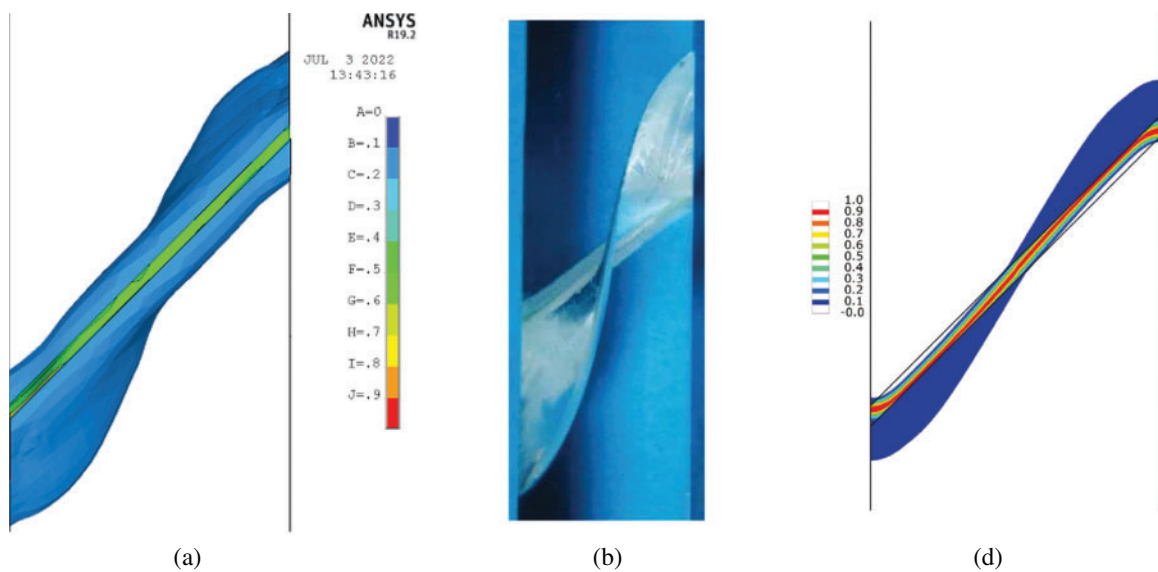 ANSYS
R19.2
JUL 3 2022
13:43:16
A=0
B=.1
C=.2
D=.3
E=.4
F=.5
G=.6
H=.7
I=.8
J=.9
1.0
0.9
0.8
0.7
0.6
0.5
0.4
0.3
0.2
0.1
-0.0
(a)
(b)
(d)